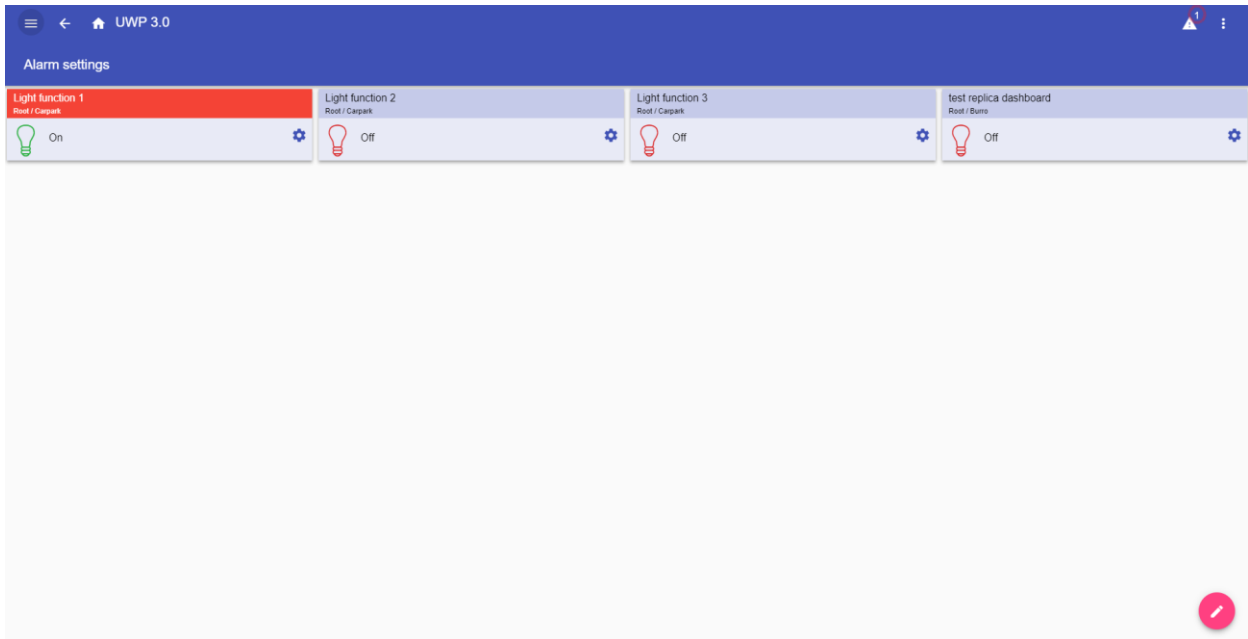 UWP 3.0
1
Alarm settings
Light function 1
Root / Carpark
On
Light function 2
Root / Carpark
Off
Light function 3
Root / Carpark
Off
test replica dashboard
Root / Burro
Off